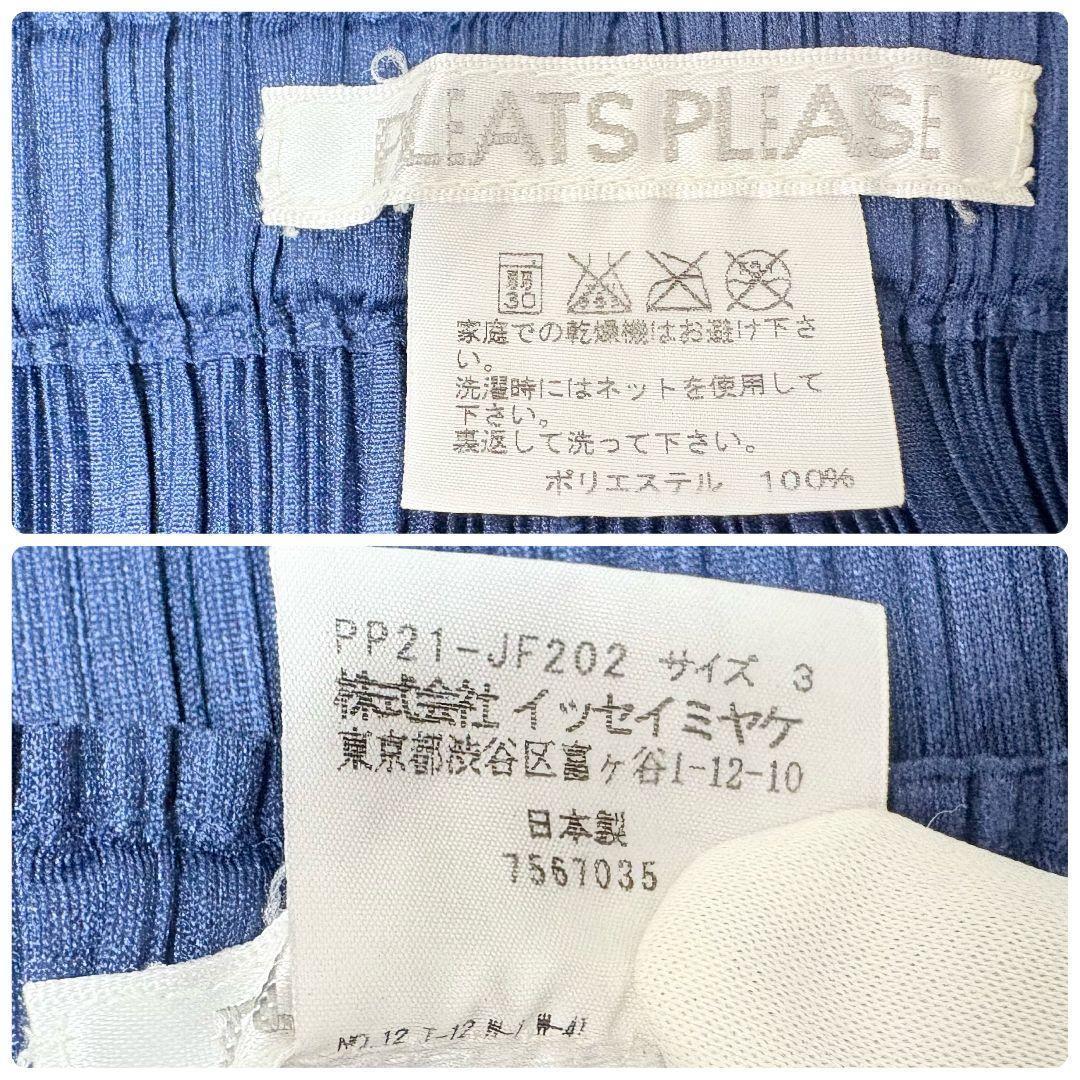 PLEATS PLEASE
弱
30
家庭での乾燥機はお避け下さ
い。
洗濯時にはネットを使用して
下さい。
裏返して洗って下さい。
ポリエステル 100%
PP21-JF202 サイズ 3
株式会社イッセイミヤケ
東京都渋谷区富ヶ谷1-12-10
日本製
7567035